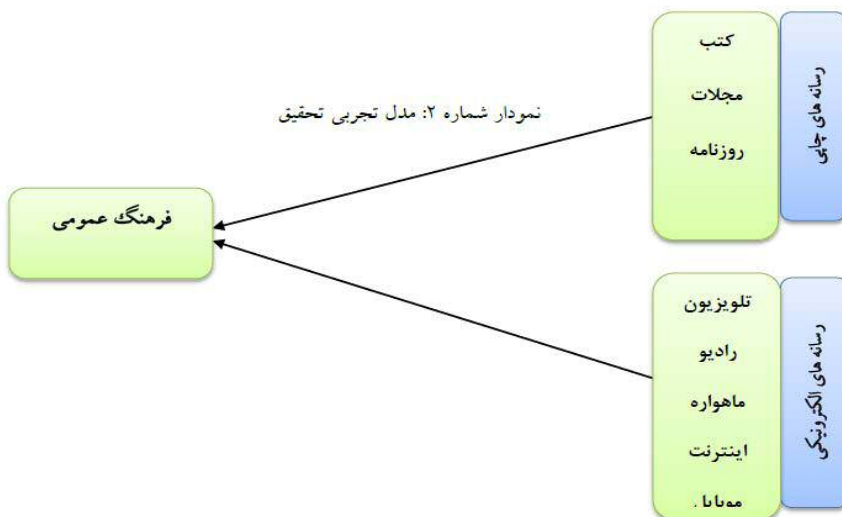 رسانه های چاپی
کتب
مجلات
روزنامه
نمودار شماره ۲: مدل تجربی تحقیق
فرهنگ عمومی
رسانه های الکترونیکی
تلویزیون
رادیو
ماهواره
اینترنت
موبایل